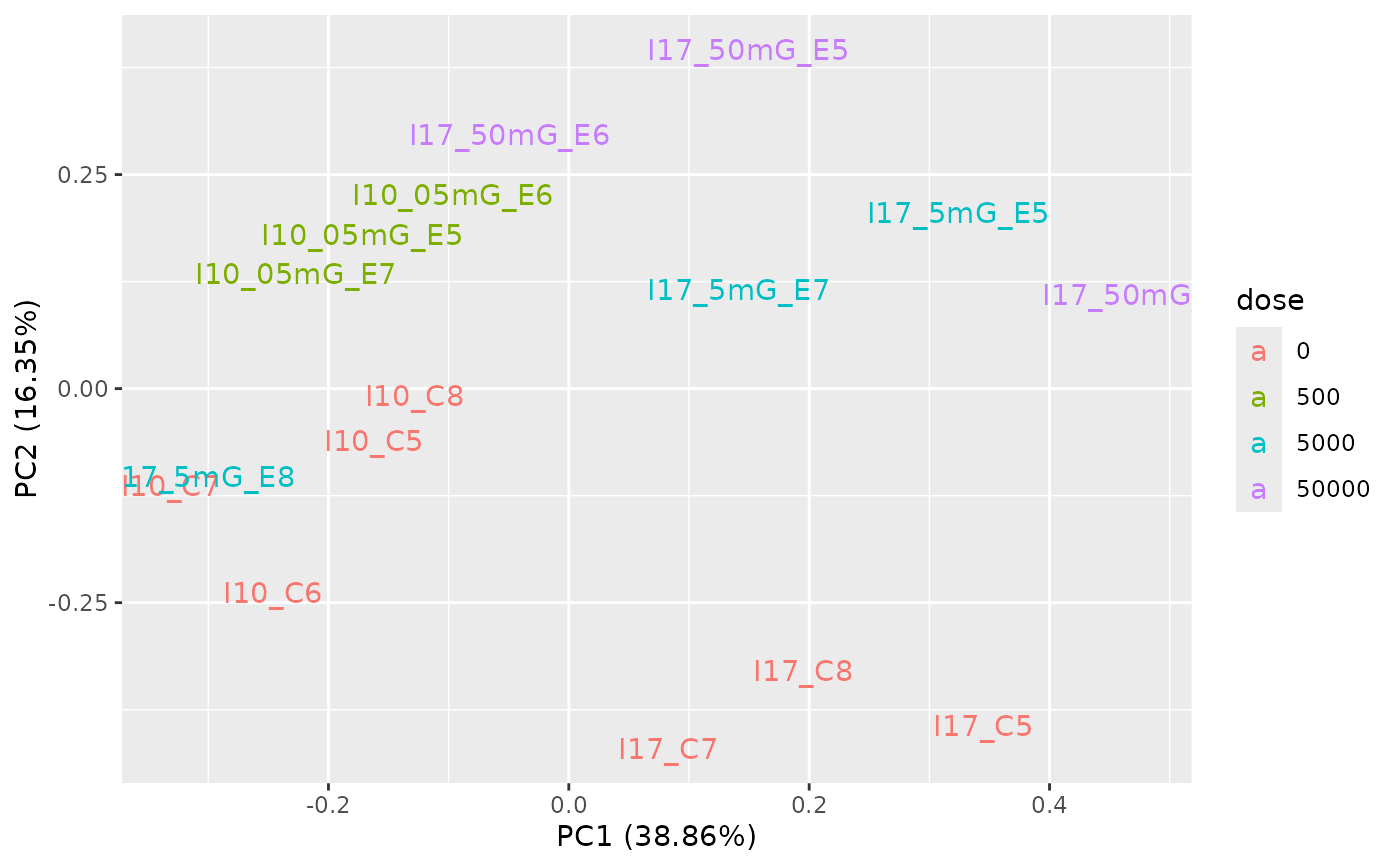 I17_50mG_E5
I17_50mG_E6
0.25
I10_05mG_E6
I17_5mG_E5
I10_05mG_E5
I10_05mG_E7
I17_5mG_E7
I17_50mG
dose
a 0
a 500
a 5000
a 50000
PC2 (16.35%)
0.00
I10_C8
I10_C5
17_5mG_E8
I10_C7
-0.25
I10_C6
I17_C8
I17_C5
I17_C7
-0.2
0.0
0.2
0.4
PC1 (38.86%)